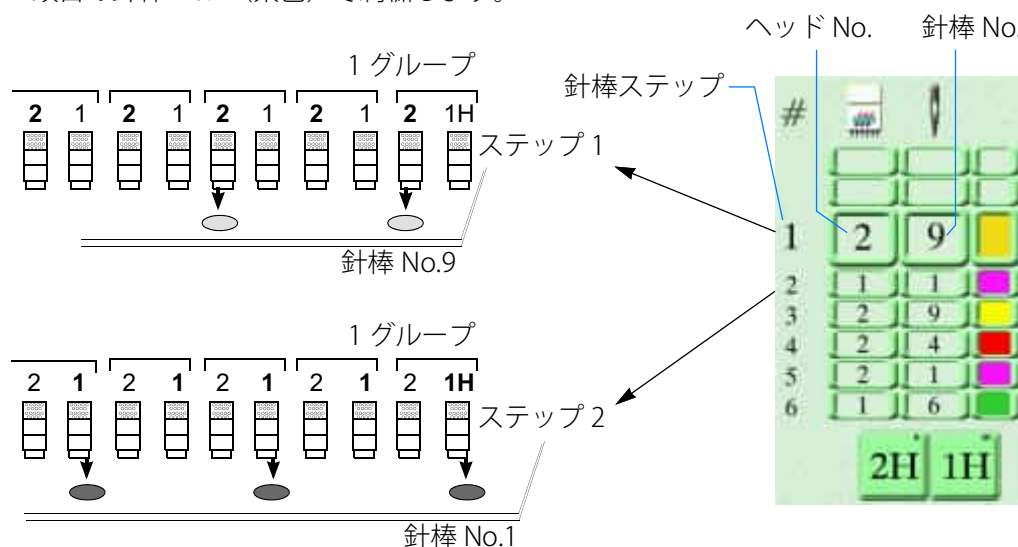 ヘッド No.
針棒 No.
1 グループ
2 1 2 1 2 1 2 1 2 1H
ステップ 1
針棒 No.9
1 グループ
2 1 2 1 2 1 2 1 2 1H
ステップ 2
針棒 No.1
針棒ステップ
#
1 2 9
2 1 1
3 2 9
4 2 4
5 2 1
6 1 6
2H 1H